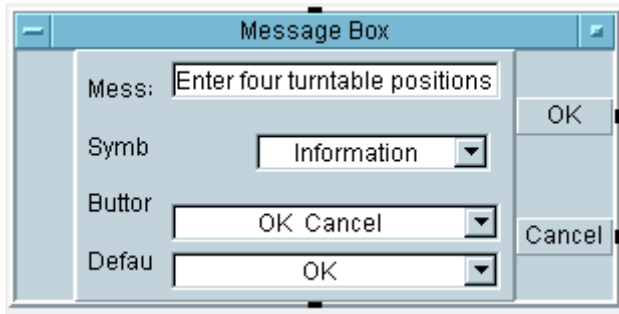 Message Box
Mess: Enter four turntable positions
OK
Symb Information
Buttor OK Cancel
Cancel
Defau OK